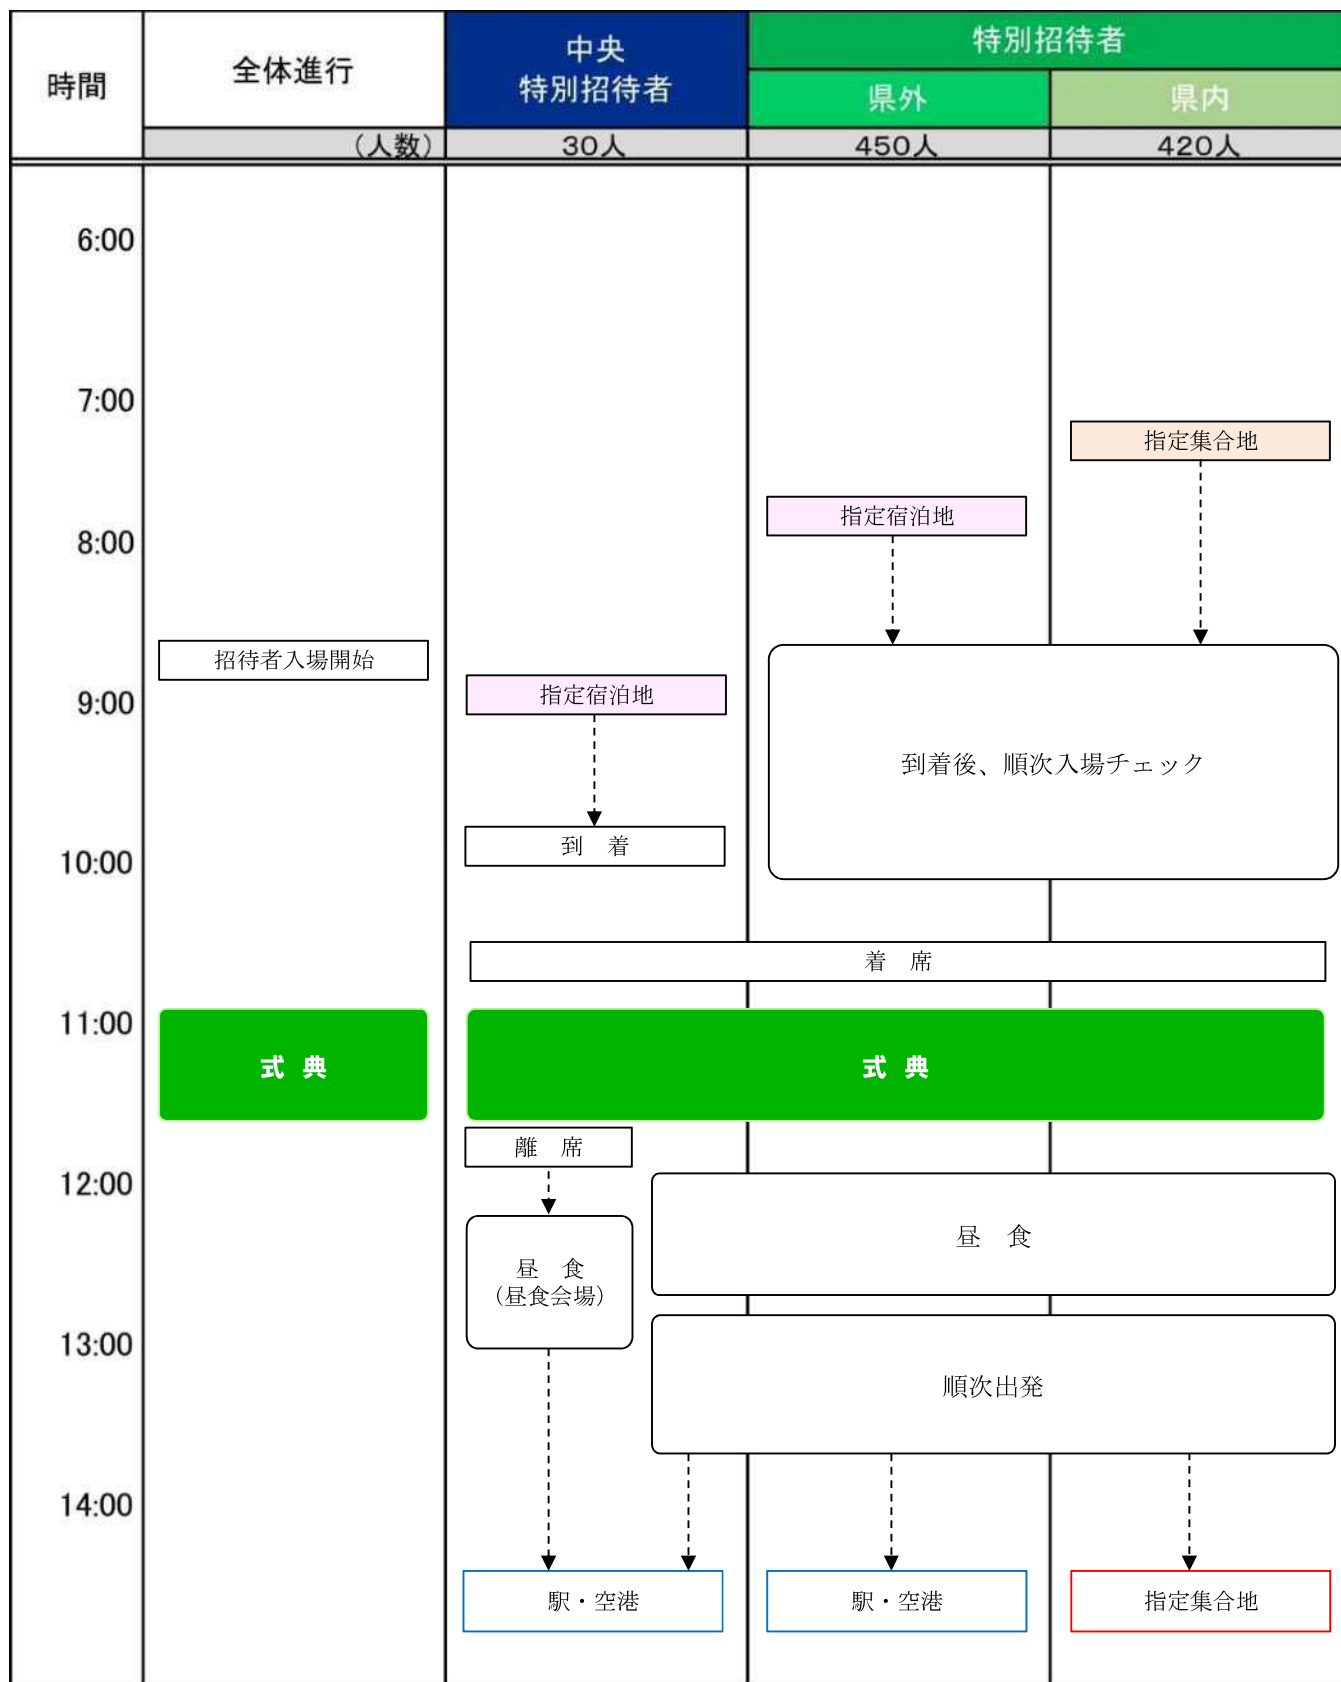 時間
全体進行
中央
特別招待者
特別招待者
県外
県内
(人数)
30人
450人
420人
6:00
7:00
指定集合地
指定宿泊地
8:00
招待者入場開始
指定宿泊地
9:00
到着後、順次入場チェック
到　着
10:00
着　席
11:00
式 典
式 典
離　席
12:00
昼　食
昼　食
(昼食会場)
13:00
順次出発
14:00
駅・空港
駅・空港
指定集合地